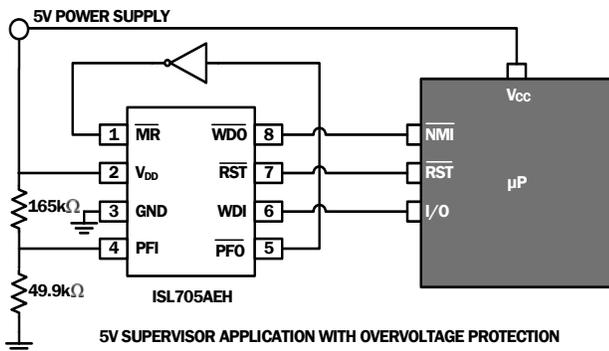 5V POWER SUPPLY
VCC
1 MR WDO 8 NMI
2 VDD RST 7 RST
µP
165kΩ
3 GND WDI 6 I/O
4 PFI PFO 5
49.9kΩ
ISL705AEH
5V SUPERVISOR APPLICATION WITH OVERVOLTAGE PROTECTION